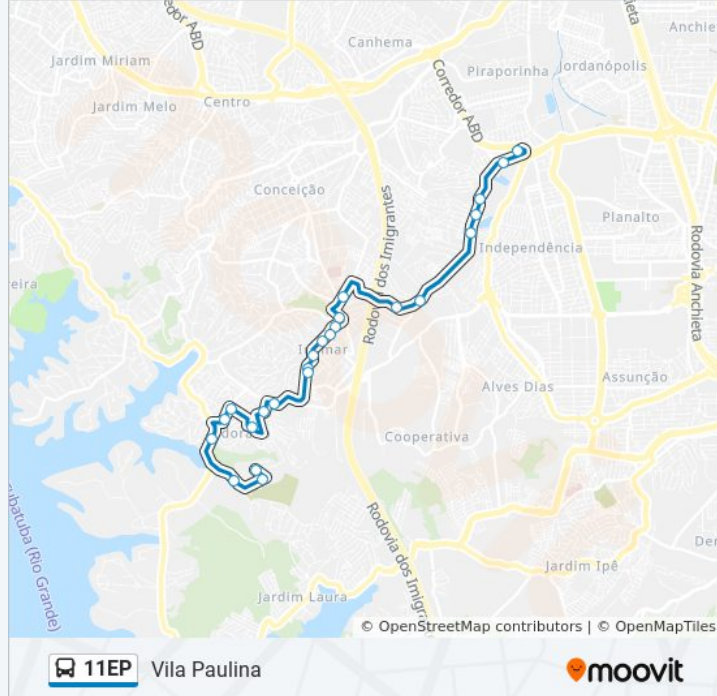 Corredor ABD
Anchie
Canhema
Jardim Miriam
Corredor ABD
Piraporinha
Jordanópolis
Centro
Jardim Melo
Conceição
Rodovia dos Imigrantes
Planalto
Independência
Rodovia Anchieta
eira
Assunção
Alves Dias
Cooperativa
Rodovia dos Imigra
Jardim Ipê
Jardim Laura
© OpenStreetMap contributors | © OpenMapTiles
11EP Vila Paulina
moovit